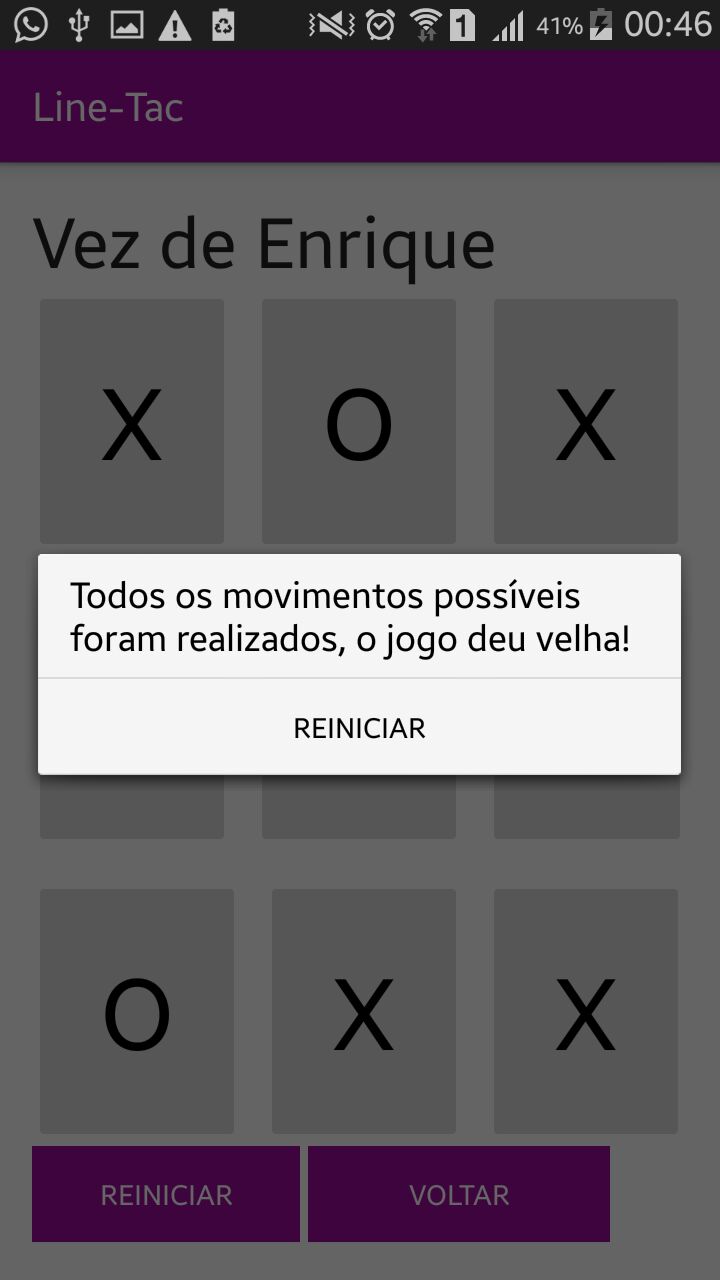 1 41% 00:46
Line-Tac
Vez de Enrique
X O X
Todos os movimentos possíveis
foram realizados, o jogo deu velha!
REINICIAR
O X X
REINICIAR VOLTAR